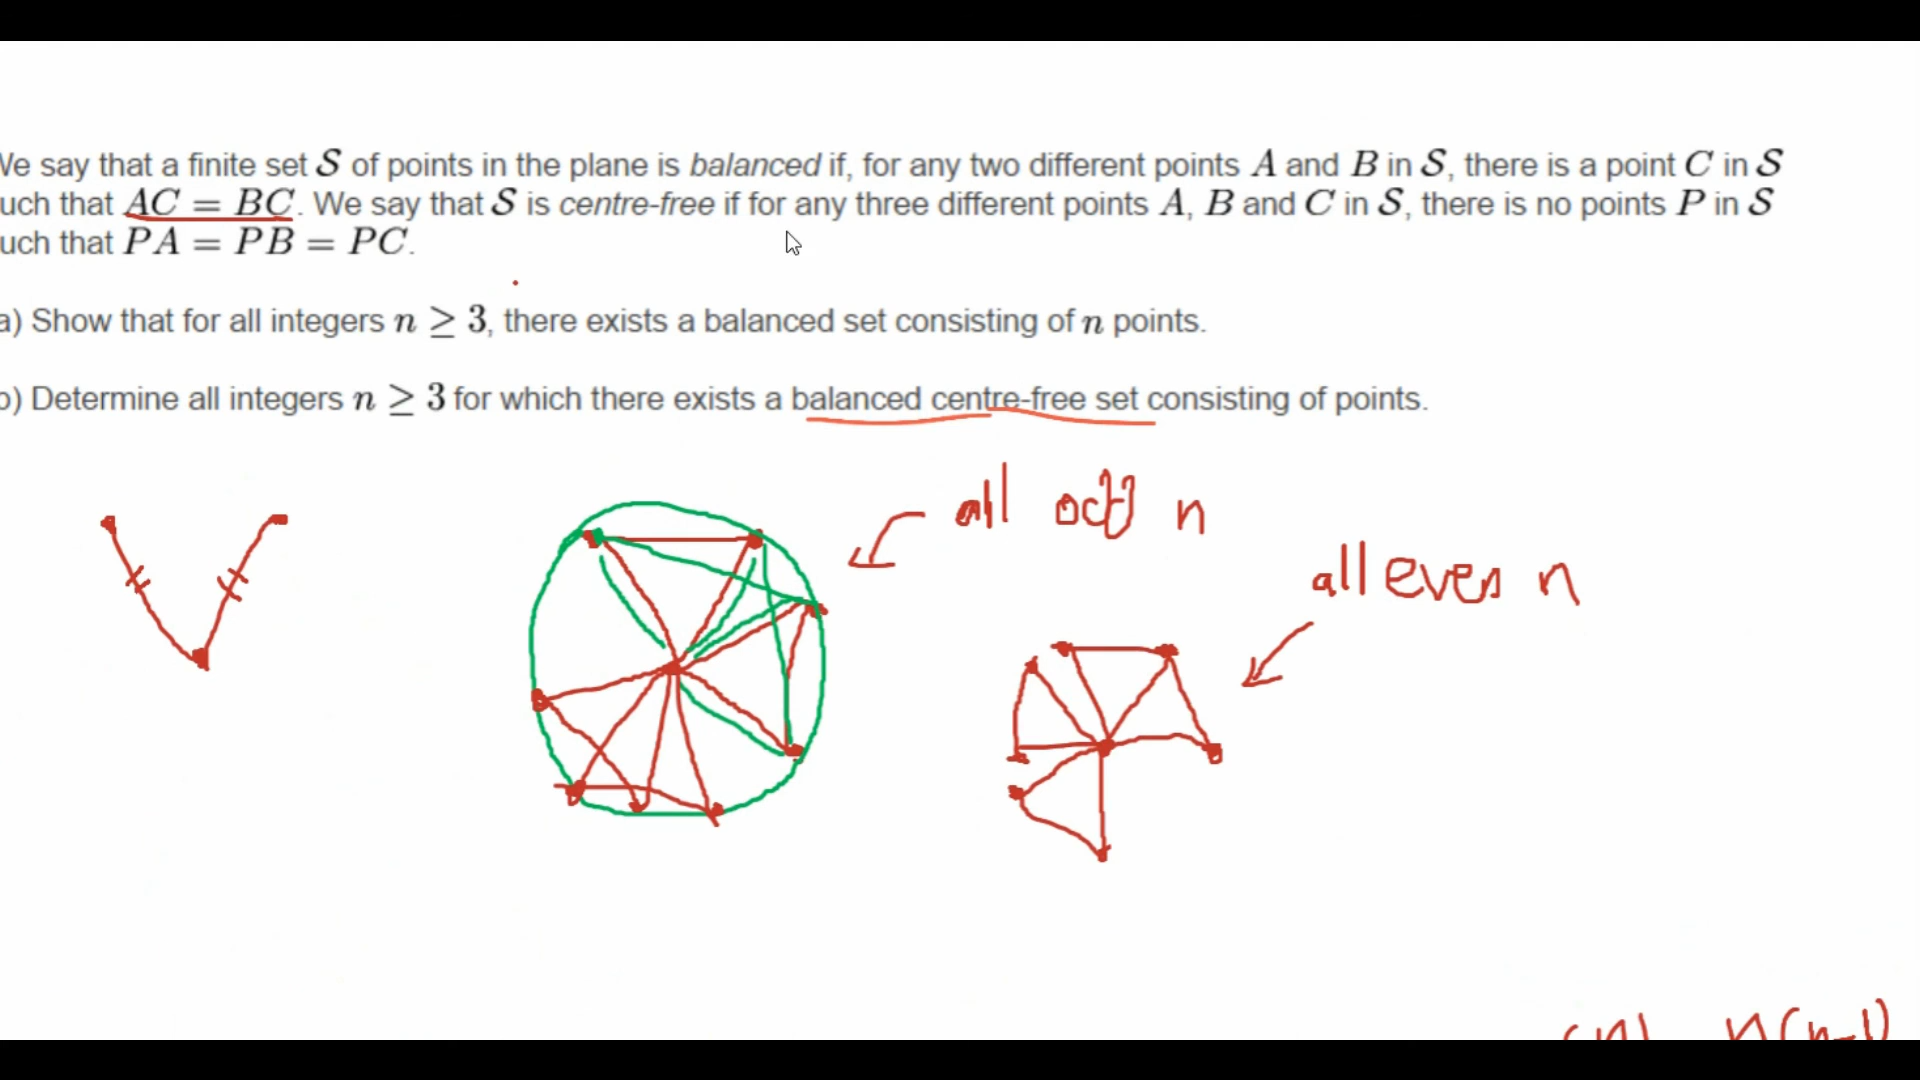 We say that a finite set S of points in the plane is balanced if, for any two different points A and B in S, there is a point C in S
uch that AC = BC. We say that S is centre-free if for any three different points A, B and C in S, there is no points P in S
uch that PA = PB = PC.
a) Show that for all integers n ≥ 3, there exists a balanced set consisting of n points.
b) Determine all integers n ≥ 3 for which there exists a balanced centre-free set consisting of points.
all odd n
all even n
(n) n(n-1)